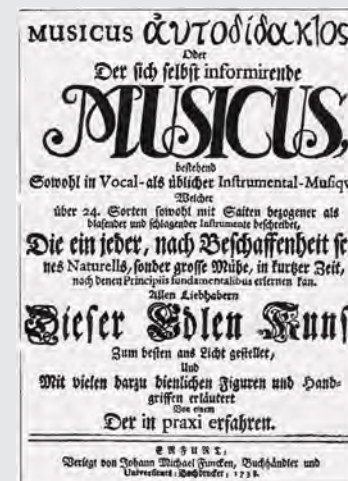 MUSICUS ἀυτοδίδακτος
Oder
Der sich selbst informirende
MUSICUS,
bestehend
Sowohl in Vocal-als üblicher Instrumental-Musiqv
Welcher
über 24. Sorten sowohl mit Saiten bezogener als
blasender und schlagender Instrumente beschreibet,
Die ein jeder, nach Beschaffenheit se
nes Naturells, sonder grosse Mühe, in kurtzer Zeit,
nach denen Principiis fundamentalibus erlernen kan.
Allen Liebhabern
Dieser Edlen Kuns
Zum besten ans Licht gestellet,
Und
Mit vielen darzu dienlichen Figuren und Hand-
griffen erläutert
Von einem
Der in praxi erfahren.
ERFURT,
Verlegt von Johann Michael Funcken, Buchhändler und
Universitäts-Buchdrucker, 1738.